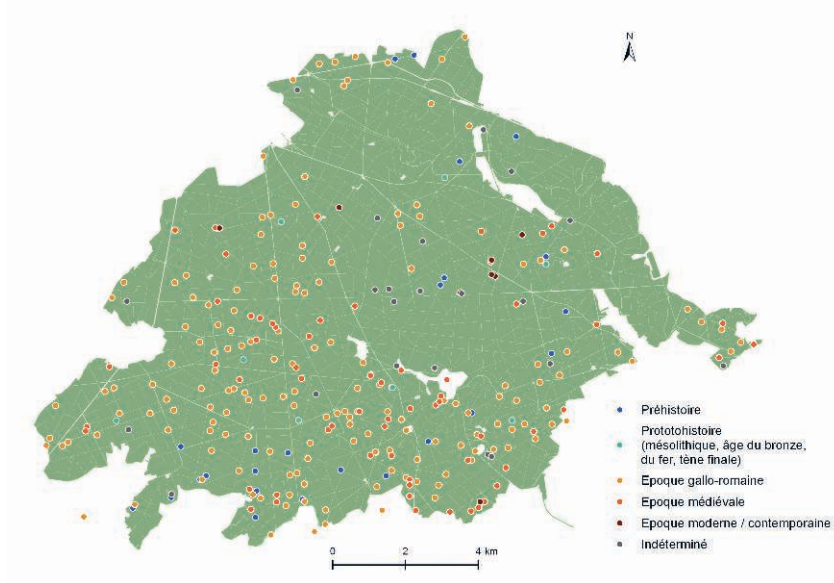 N
Préhistoire
Prototohistoire
(mésolithique, âge du bronze,
du fer, tène finale)
Epoque gallo-romaine
Epoque médiévale
Epoque moderne / contemporaine
Indéterminé
0 2 4 km